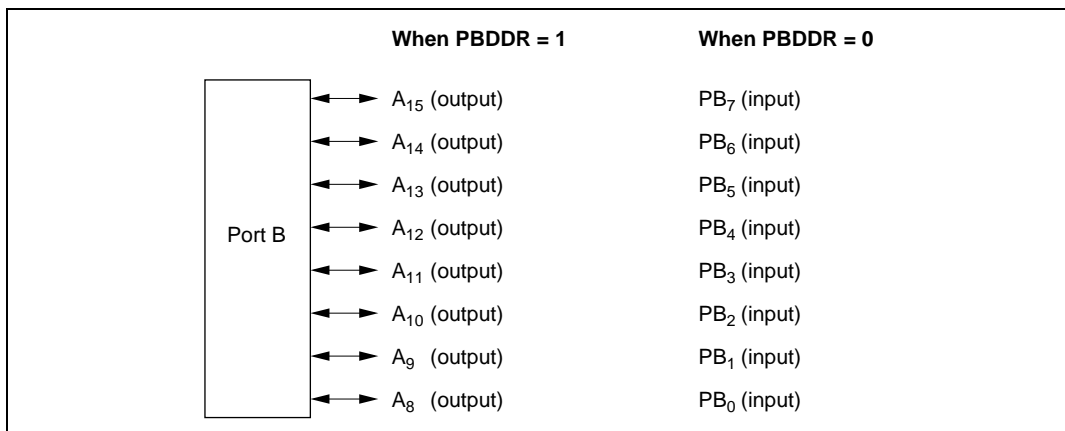 When PBDDR = 1 When PBDDR = 0
A15 (output) PB7 (input)
A14 (output) PB6 (input)
A13 (output) PB5 (input)
Port B A12 (output) PB4 (input)
A11 (output) PB3 (input)
A10 (output) PB2 (input)
A9 (output) PB1 (input)
A8 (output) PB0 (input)